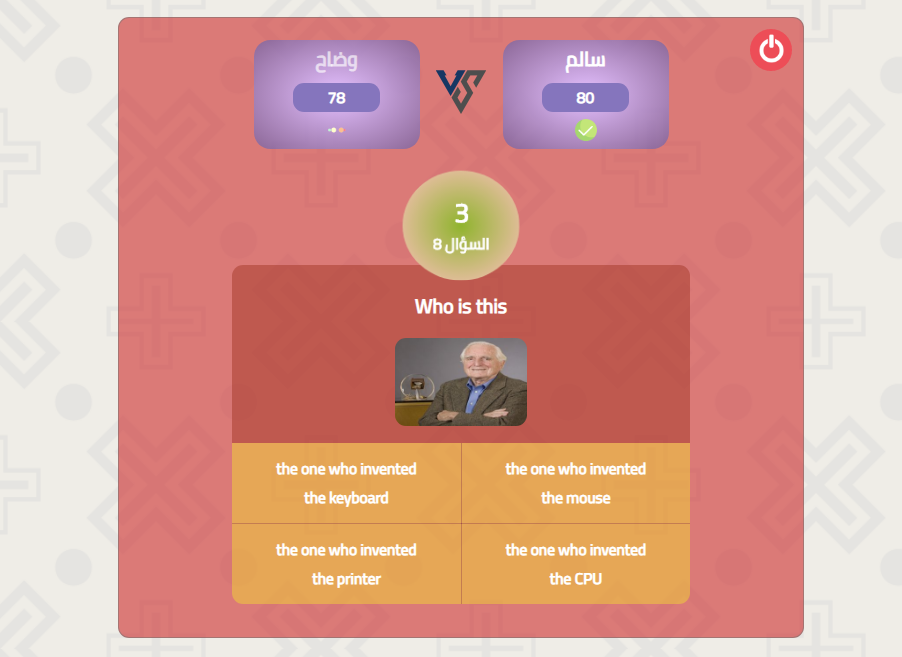 وضاح
78
VS
سالم
80
3
السؤال 8
Who is this
the one who invented
the keyboard
the one who invented
the mouse
the one who invented
the printer
the one who invented
the CPU